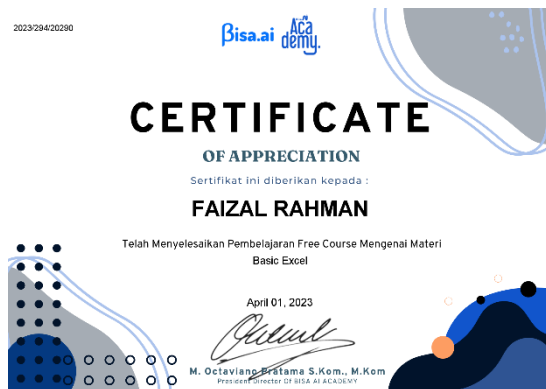 2023/294/20290
Bisa.ai Academy.
CERTIFICATE
OF APPRECIATION
Sertifikat ini diberikan kepada :
FAIZAL RAHMAN
Telah Menyelesaikan Pembelajaran Free Course Mengenai Materi
Basic Excel
April 01, 2023
M. Octaviano Pratama S.Kom., M.Kom
President Director Of BISA AI ACADEMY